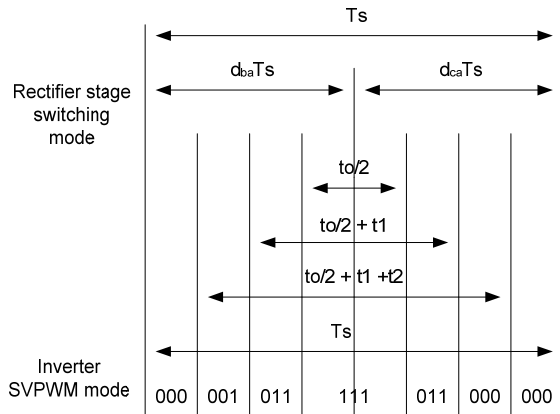 Ts
dbaTs
dcaTs
Rectifier stage
switching
mode
to/2
to/2 + t1
to/2 + t1 +t2
Ts
Inverter
SVPWM mode
000 001 011 111 011 000 000